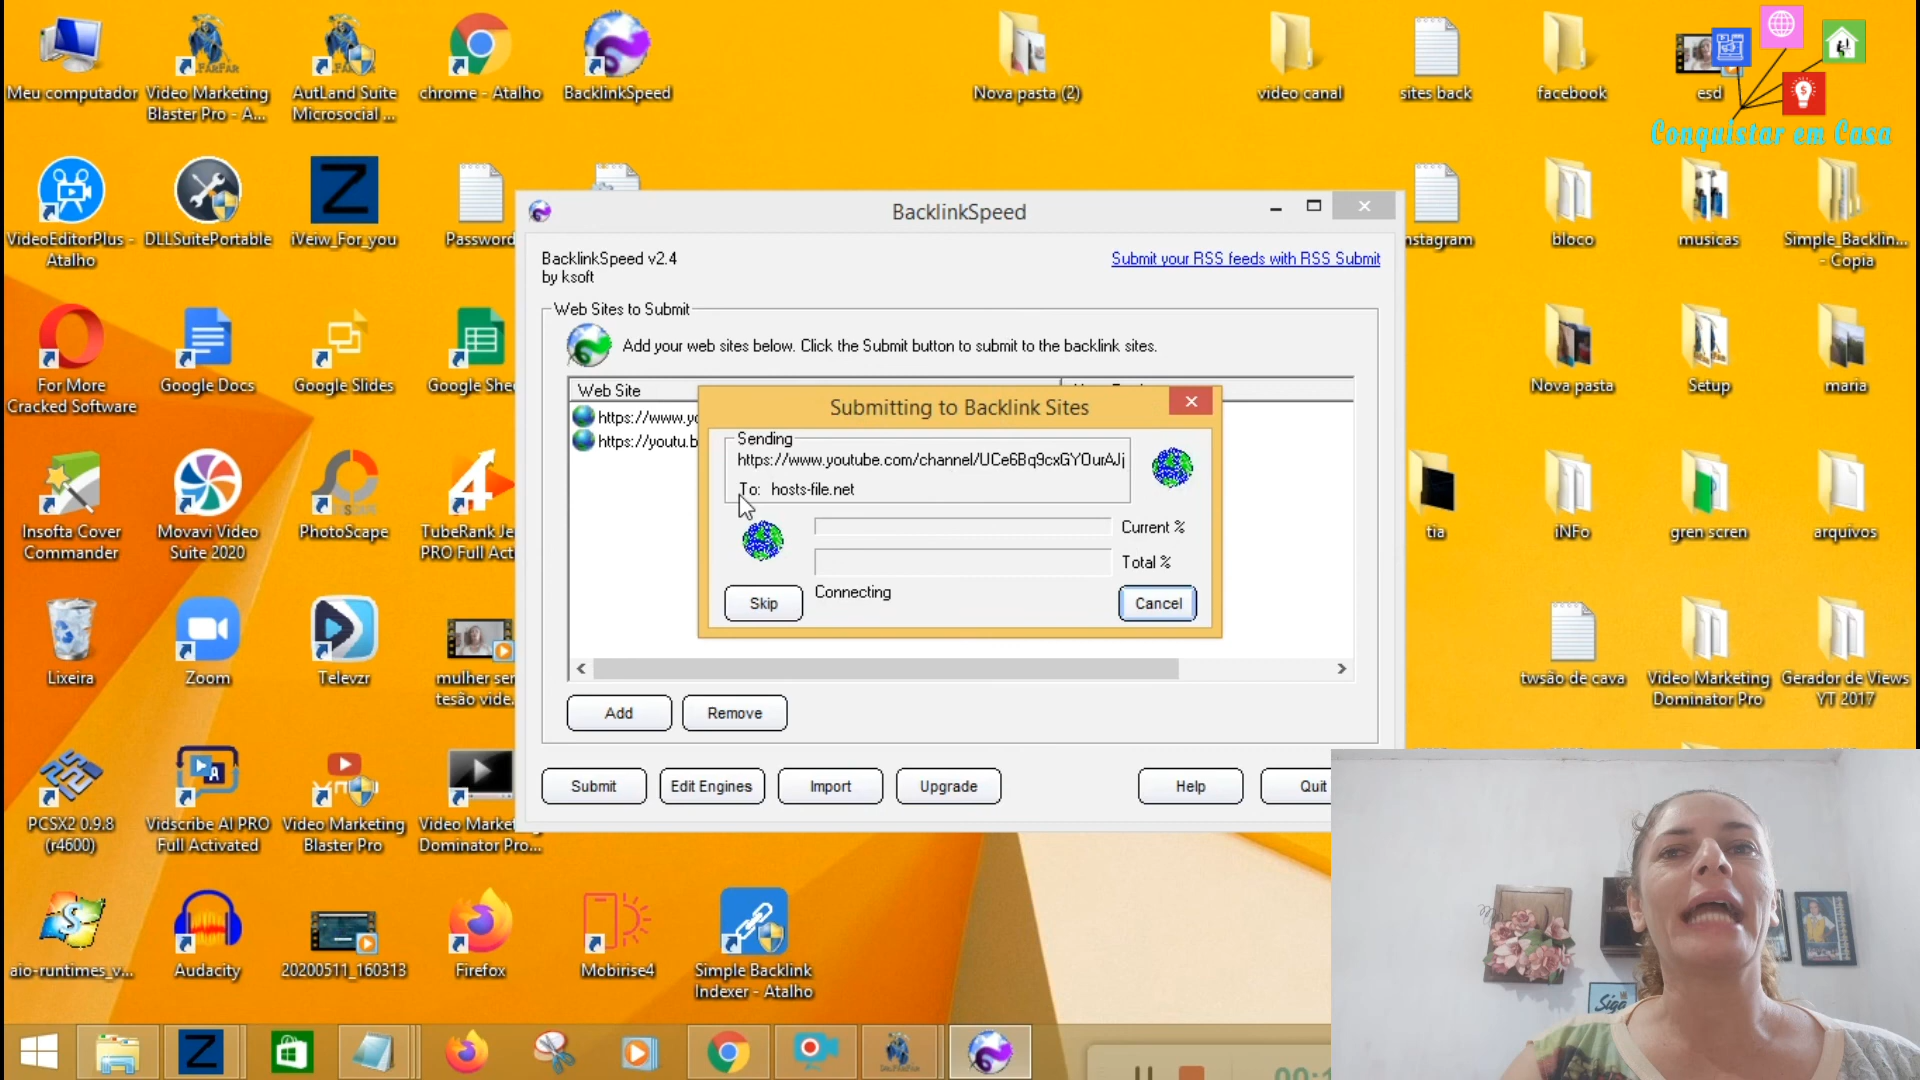 Meu computador
Video Marketing
Blaster Pro - A...
AutLand Suite
Microsocial ...
chrome - Atalho
BacklinkSpeed
Nova pasta (2)
video canal
sites back
facebook
esd
Conquistar em Casa
VideoEditorPlus -
Atalho
DLLSuitePortable
iVeiw_For_you
Password
nstagram
bloco
musicas
Simple_Backlin...
- Copia
BacklinkSpeed
BacklinkSpeed v2.4
by ksoft
Submit your RSS feeds with RSS Submit
Web Sites to Submit
Add your web sites below. Click the Submit button to submit to the backlink sites.
Web Site
https://www.yo
https://youtu.b
Submitting to Backlink Sites
Sending
https://www.youtube.com/channel/UCe6Bq9cxGYOurAJj
To: hosts-file.net
Current %
Total %
Connecting
Skip
Cancel
Add
Remove
Submit
Edit Engines
Import
Upgrade
Help
Quit
For More
Cracked Software
Google Docs
Google Slides
Google She
Nova pasta
Setup
maria
Insofta Cover
Commander
Movavi Video
Suite 2020
PhotoScape
TubeRank Je
PRO Full Act
tia
iNFo
gren scren
arquivos
Lixeira
Zoom
Televzr
mulher ser
tesão vide.
twsão de cava
Video Marketing
Dominator Pro
Gerador de Views
YT 2017
PCSX2 0.9.8
(r4600)
Vidscribe AI PRO
Full Activated
Video Marketing
Blaster Pro
Video Marke
Dominator Pro...
aio-runtimes_v...
Audacity
20200511_160313
Firefox
Mobirise4
Simple Backlink
Indexer - Atalho
Siga